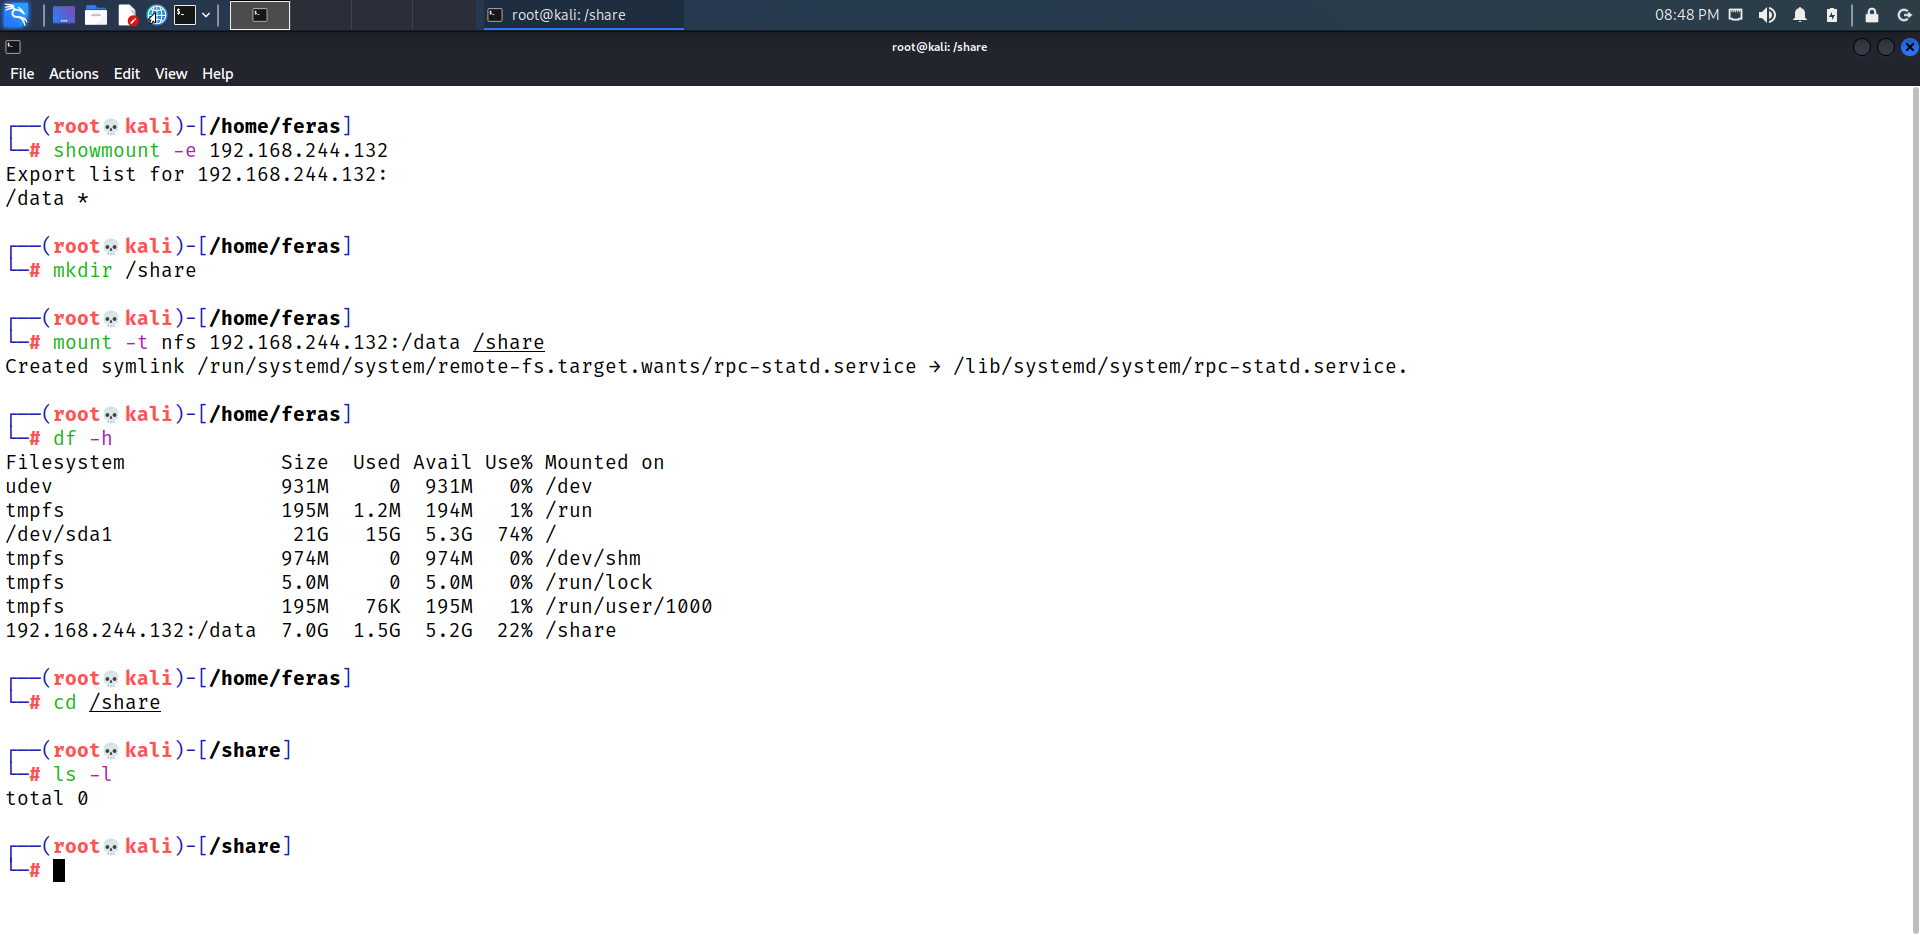 root@kali: /share
08:48 PM
root@kali: /share
File Actions Edit View Help
┌──(root💀kali)-[/home/feras]
└─# showmount -e 192.168.244.132
Export list for 192.168.244.132:
/data *
┌──(root💀kali)-[/home/feras]
└─# mkdir /share
┌──(root💀kali)-[/home/feras]
└─# mount -t nfs 192.168.244.132:/data /share
Created symlink /run/systemd/system/remote-fs.target.wants/rpc-statd.service → /lib/systemd/system/rpc-statd.service.
┌──(root💀kali)-[/home/feras]
└─# df -h
Filesystem             Size  Used Avail Use% Mounted on
udev                   931M     0  931M   0% /dev
tmpfs                  195M  1.2M  194M   1% /run
/dev/sda1               21G   15G  5.3G  74% /
tmpfs                  974M     0  974M   0% /dev/shm
tmpfs                  5.0M     0  5.0M   0% /run/lock
tmpfs                  195M   76K  195M   1% /run/user/1000
192.168.244.132:/data  7.0G  1.5G  5.2G  22% /share
┌──(root💀kali)-[/home/feras]
└─# cd /share
┌──(root💀kali)-[/share]
└─# ls -l
total 0
┌──(root💀kali)-[/share]
└─#